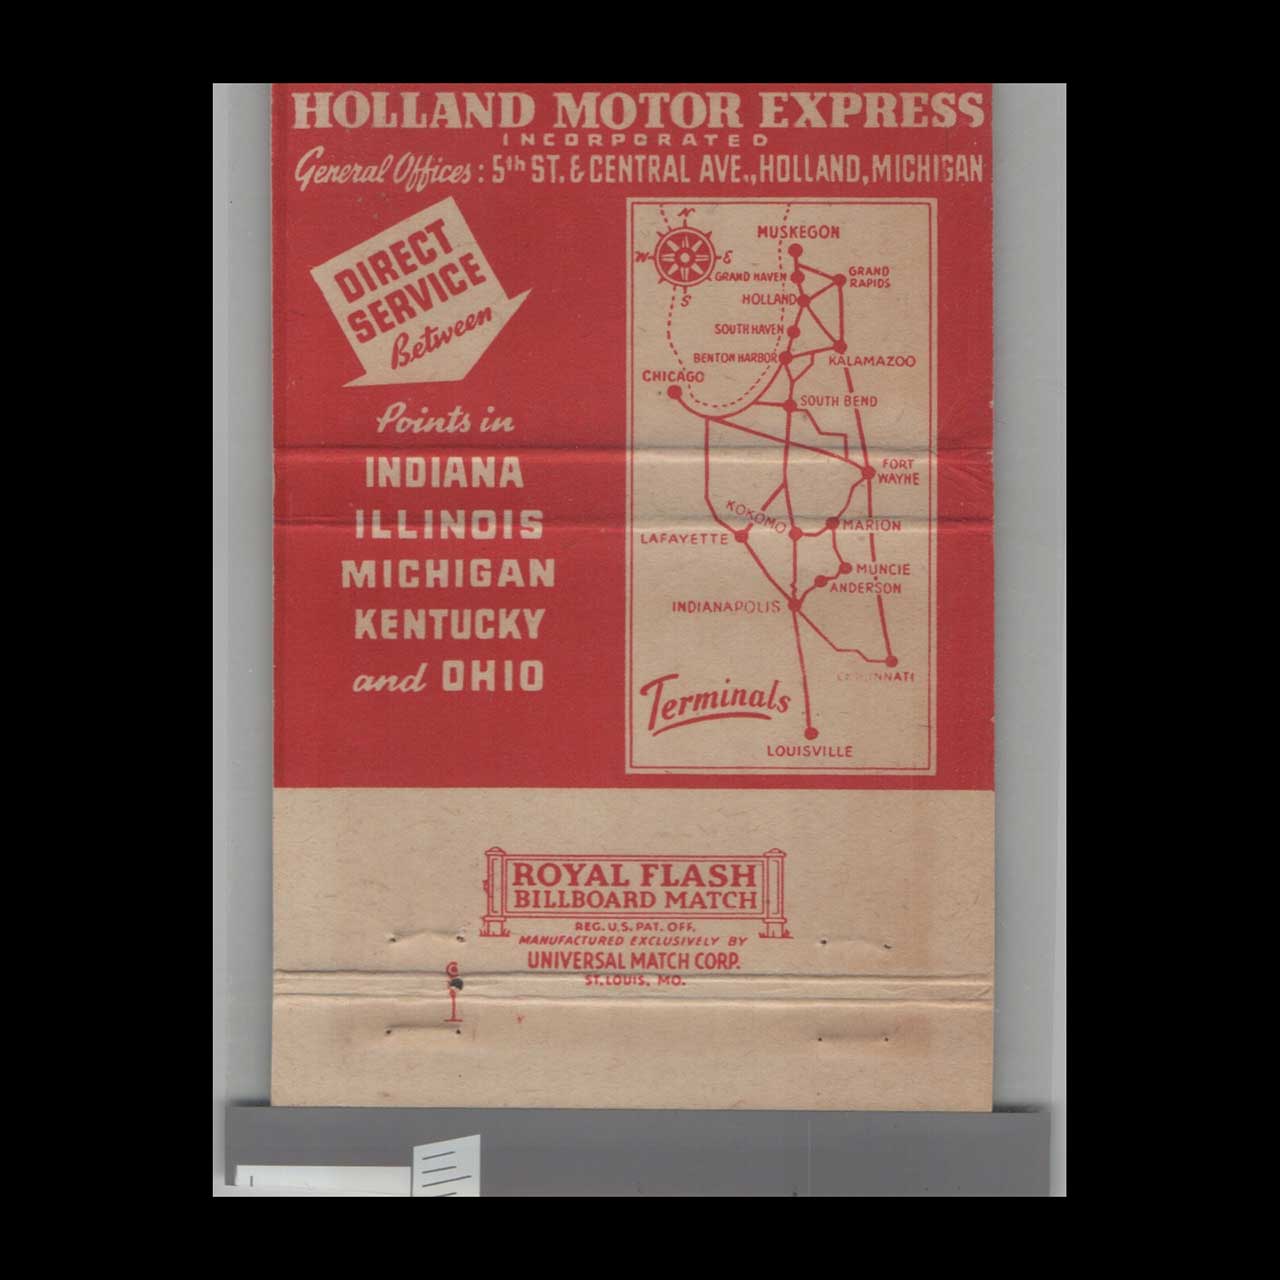 HOLLAND MOTOR EXPRESS
INCORPORATED
General Offices: 5th ST. & CENTRAL AVE., HOLLAND, MICHIGAN
DIRECT
SERVICE
Between
Points in
INDIANA
ILLINOIS
MICHIGAN
KENTUCKY
and OHIO
N
W
E
S
MUSKEGON
GRAND HAVEN
GRAND
RAPIDS
HOLLAND
SOUTH HAVEN
BENTON HARBOR
KALAMAZOO
CHICAGO
SOUTH BEND
FORT
WAYNE
KOKOMO
MARION
LAFAYETTE
MUNCIE
ANDERSON
INDIANAPOLIS
CINCINNATI
Terminals
LOUISVILLE
ROYAL FLASH
BILLBOARD MATCH
REG. U.S. PAT. OFF.
MANUFACTURED EXCLUSIVELY BY
UNIVERSAL MATCH CORP.
ST. LOUIS, MO.